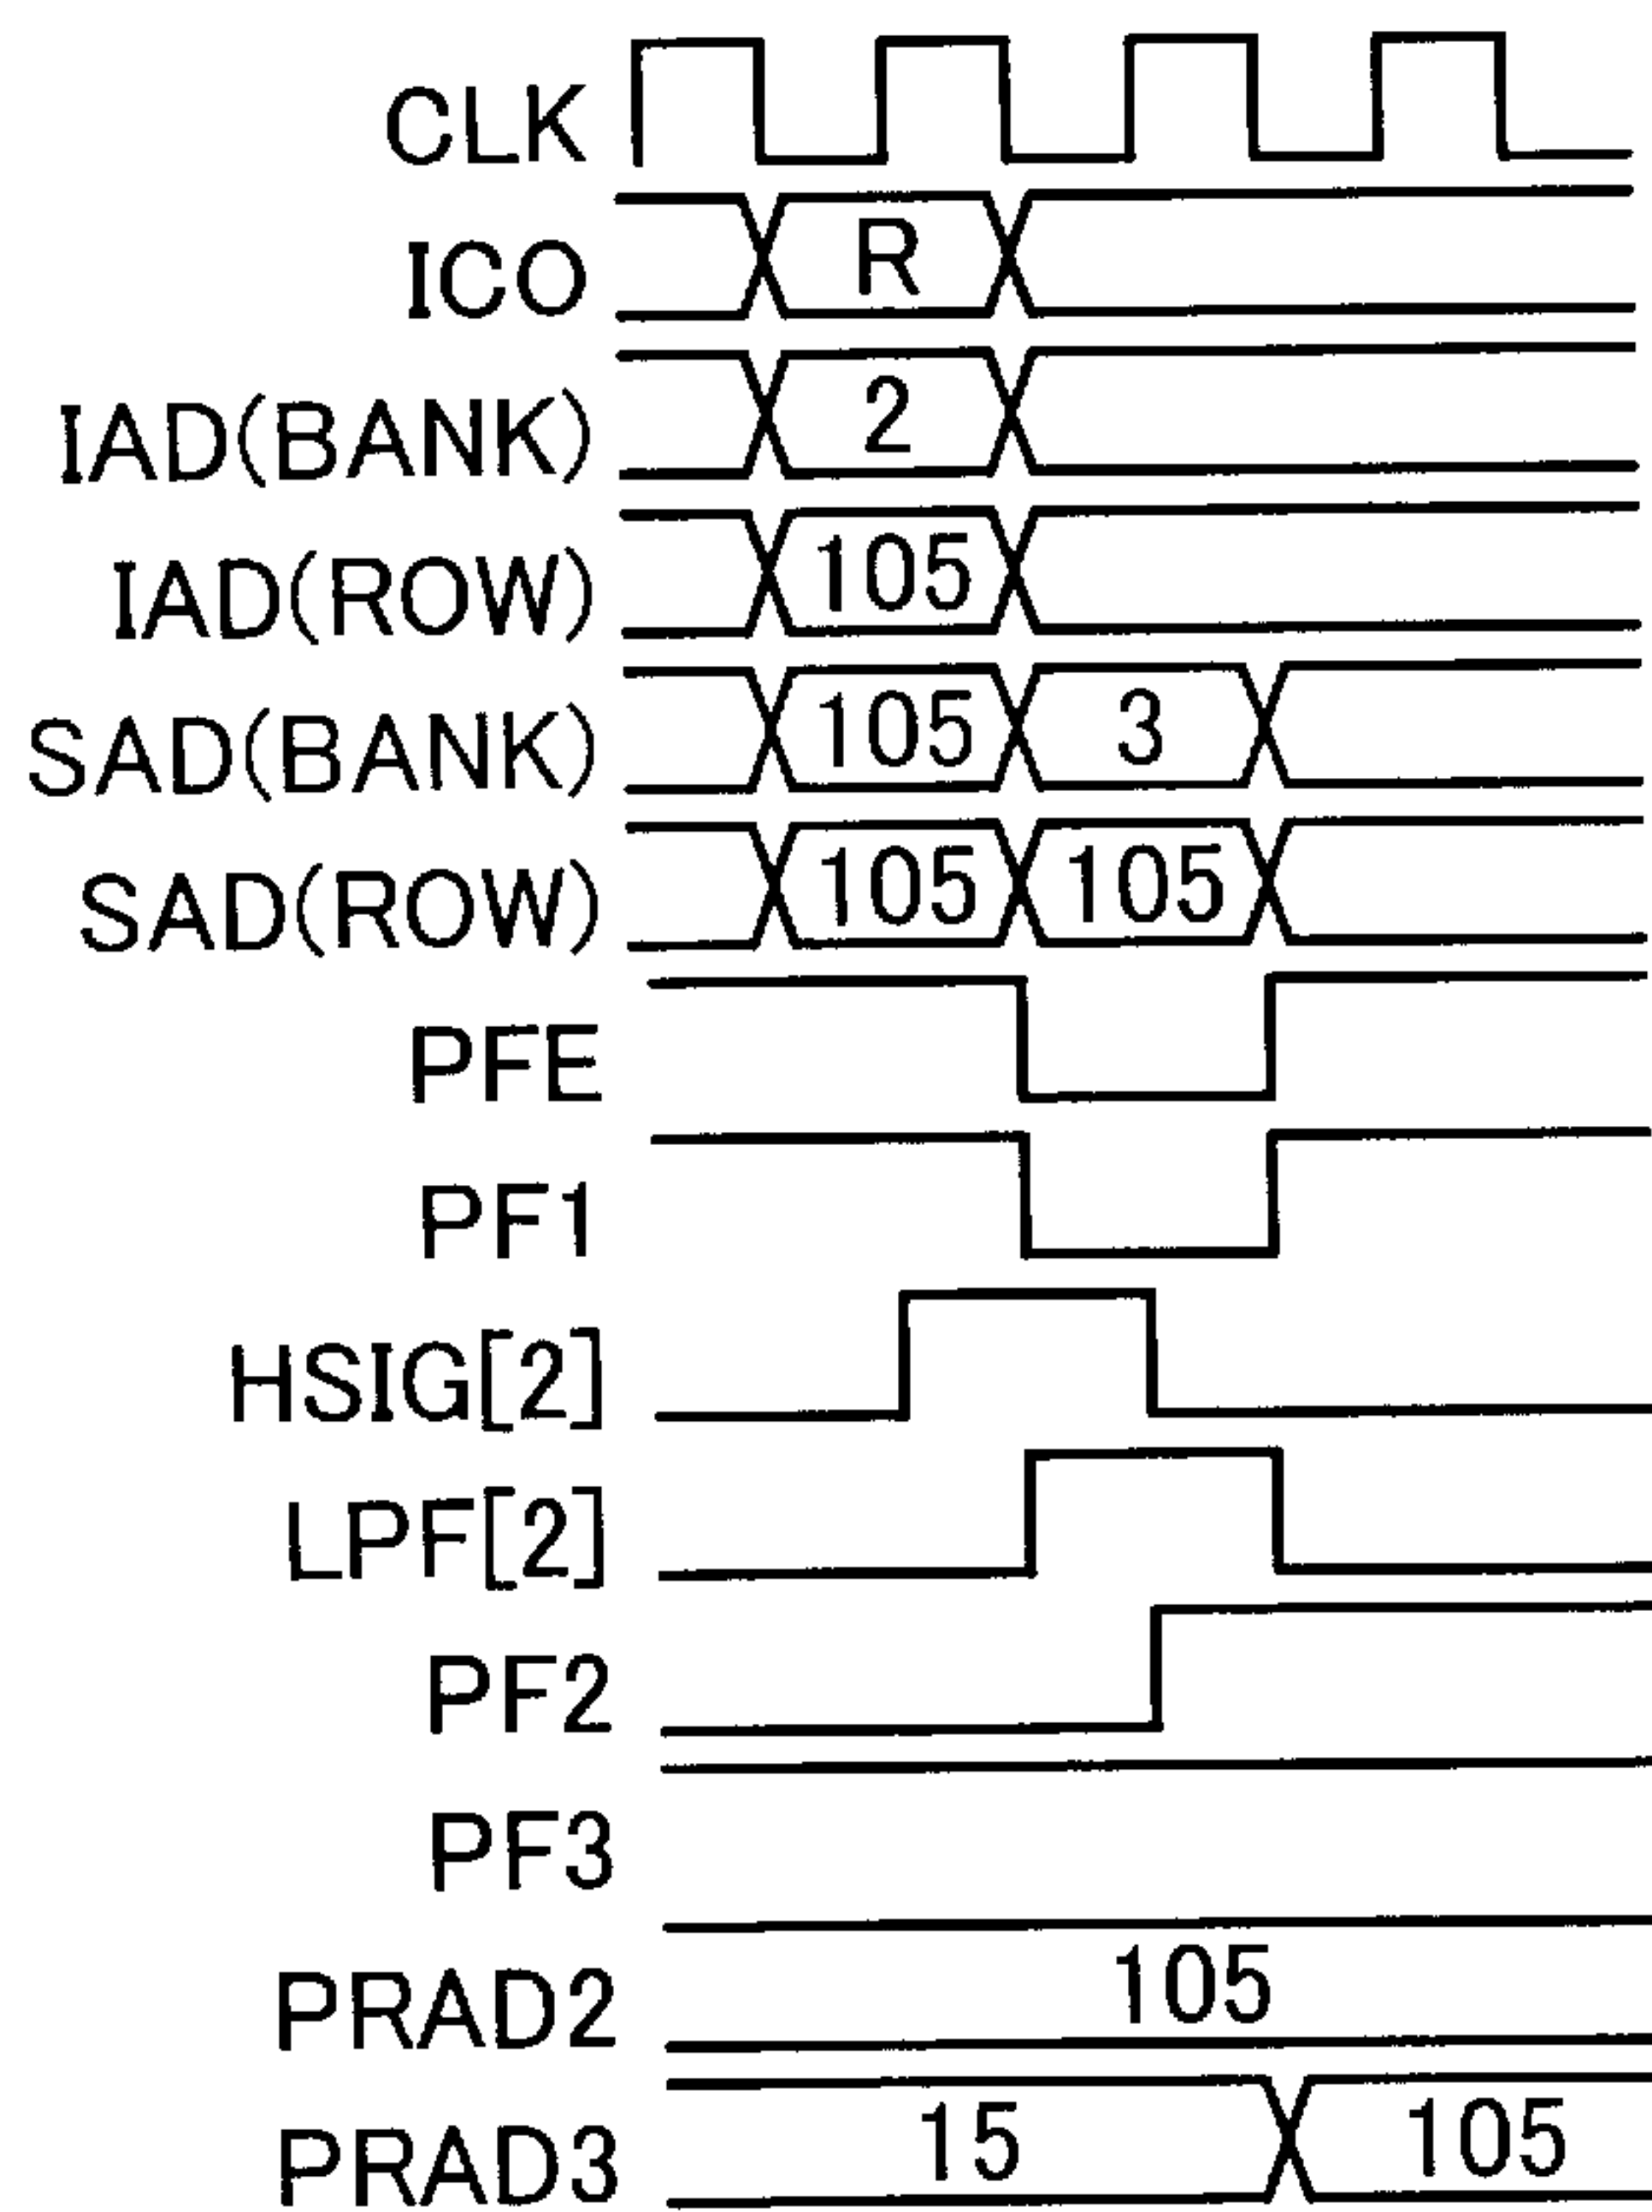 CLK
ICO R
IAD(BANK) 2
IAD(ROW) 105
SAD(BANK) 105 3
SAD(ROW) 105 105
PFE
PF1
HSIG[2]
LPF[2]
PF2
PF3
PRAD2 105
PRAD3 15 105